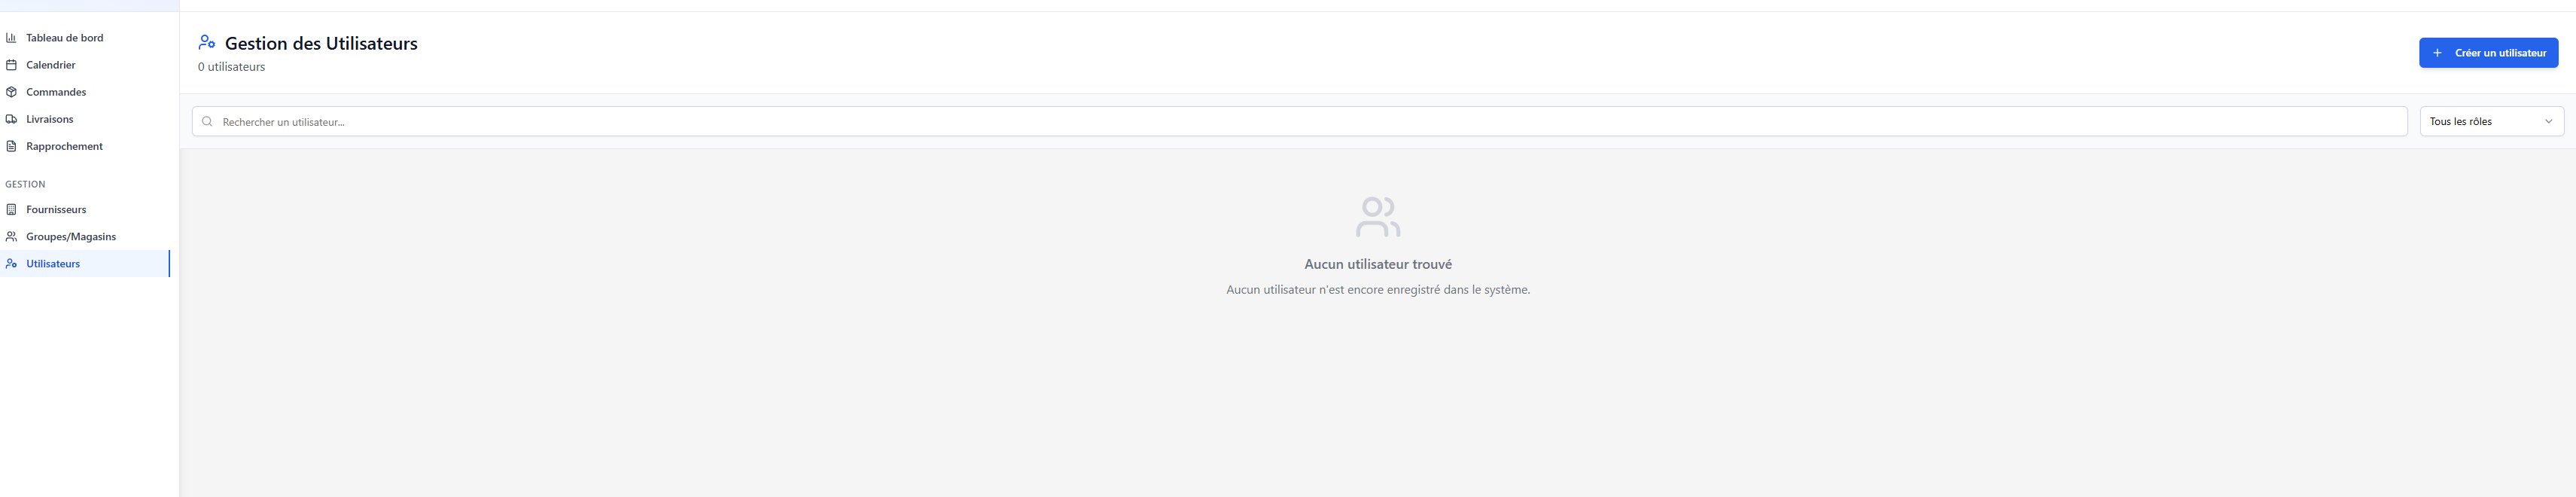 Tableau de bord
Calendrier
Commandes
Livraisons
Rapprochement
GESTION
Fournisseurs
Groupes/Magasins
Utilisateurs
Gestion des Utilisateurs
0 utilisateurs
Créer un utilisateur
Rechercher un utilisateur...
Tous les rôles
Aucun utilisateur trouvé
Aucun utilisateur n'est encore enregistré dans le système.